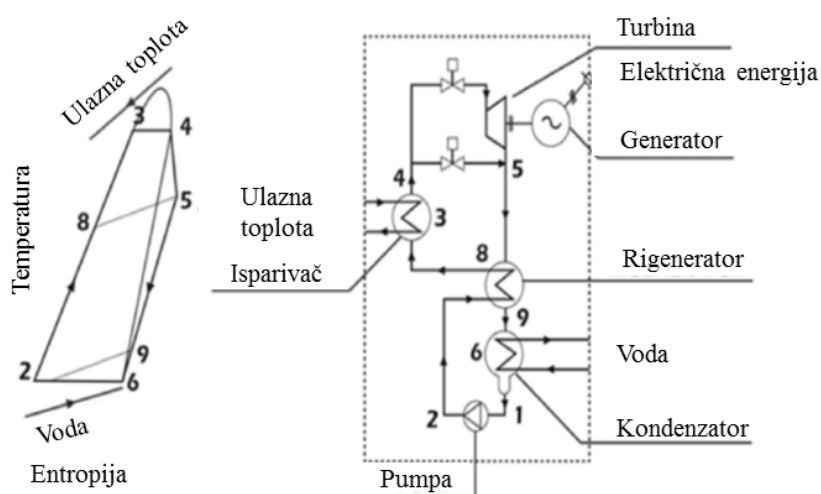 Ulazna toplota
3
4
5
8
9
2
6
Temperatura
Voda
Entropija
Turbina
Električna energija
Generator
5
4
Ulazna
toplota
3
Isparivač
8
Rigenerator
9
6
Voda
2
1
Kondenzator
Pumpa